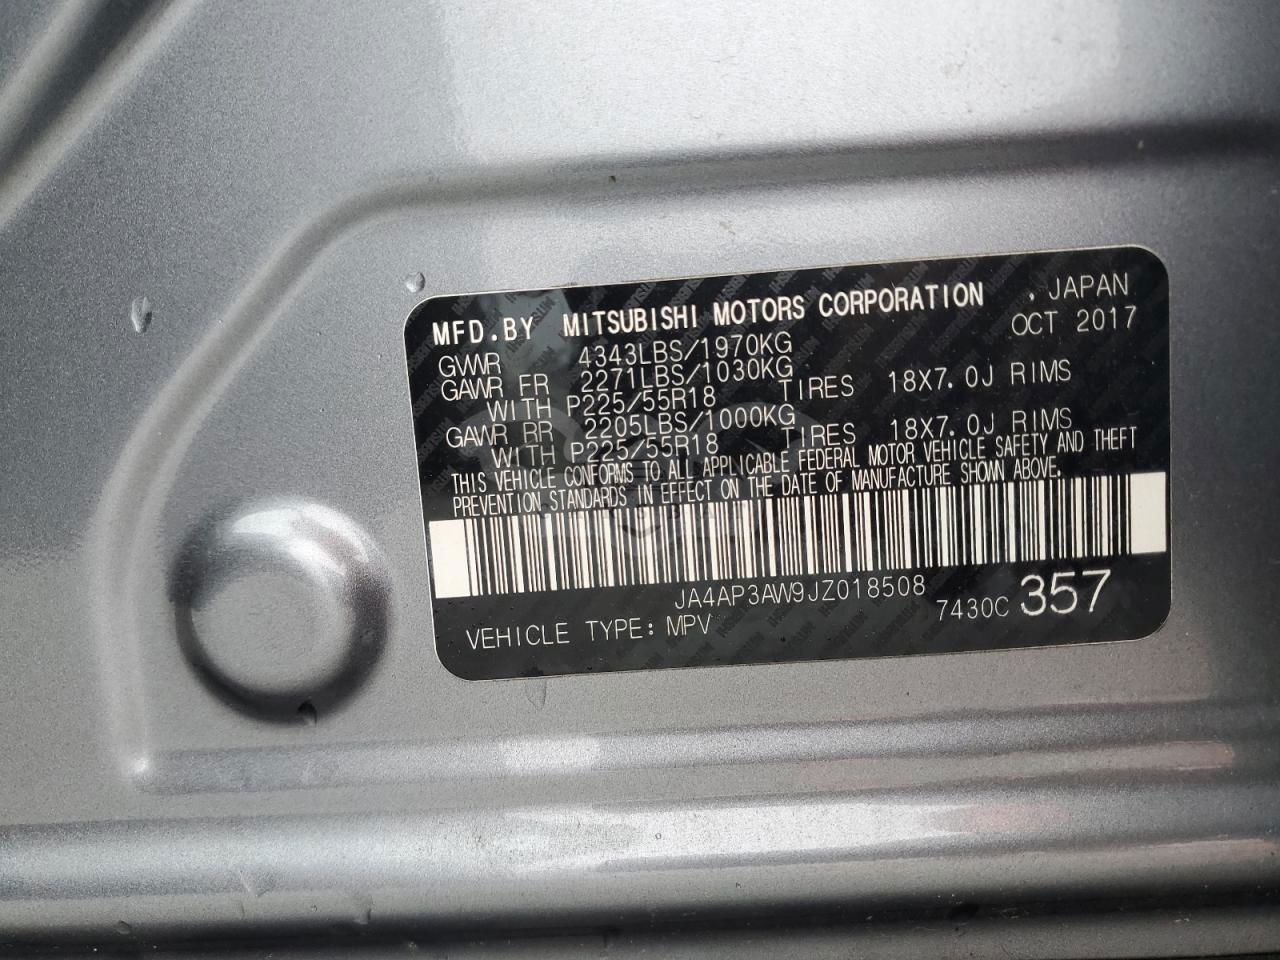 MFD.BY MITSUBISHI MOTORS CORPORATION , JAPAN
OCT 2017
GWWR 4343LBS/1970KG
GAWR FR 2271LBS/1030KG
WITH P225/55R18 TIRES 18X7.0J RIMS
GAWR RR 2205LBS/1000KG
WITH P225/55R18 TIRES 18X7.0J RIMS
THIS VEHICLE CONFORMS TO ALL APPLICABLE FEDERAL MOTOR VEHICLE SAFETY AND THEFT
PREVENTION STANDARDS IN EFFECT ON THE DATE OF MANUFACTURE SHOWN ABOVE.
JA4AP3AW9JZ018508
VEHICLE TYPE: MPV 7430C 357